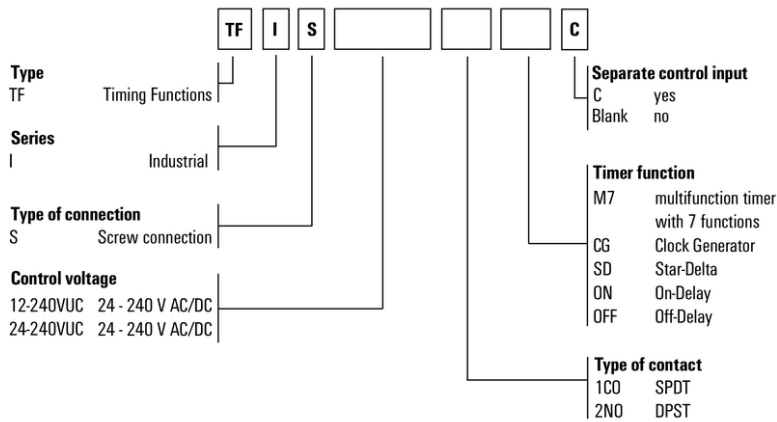 TF I S C
Type
TF Timing Functions
Series
I Industrial
Type of connection
S Screw connection
Control voltage
12-240VUC 24 - 240 V AC/DC
24-240VUC 24 - 240 V AC/DC
Separate control input
C yes
Blank no
Timer function
M7 multifunction timer
with 7 functions
CG Clock Generator
SD Star-Delta
ON On-Delay
OFF Off-Delay
Type of contact
1CO SPDT
2NO DPST